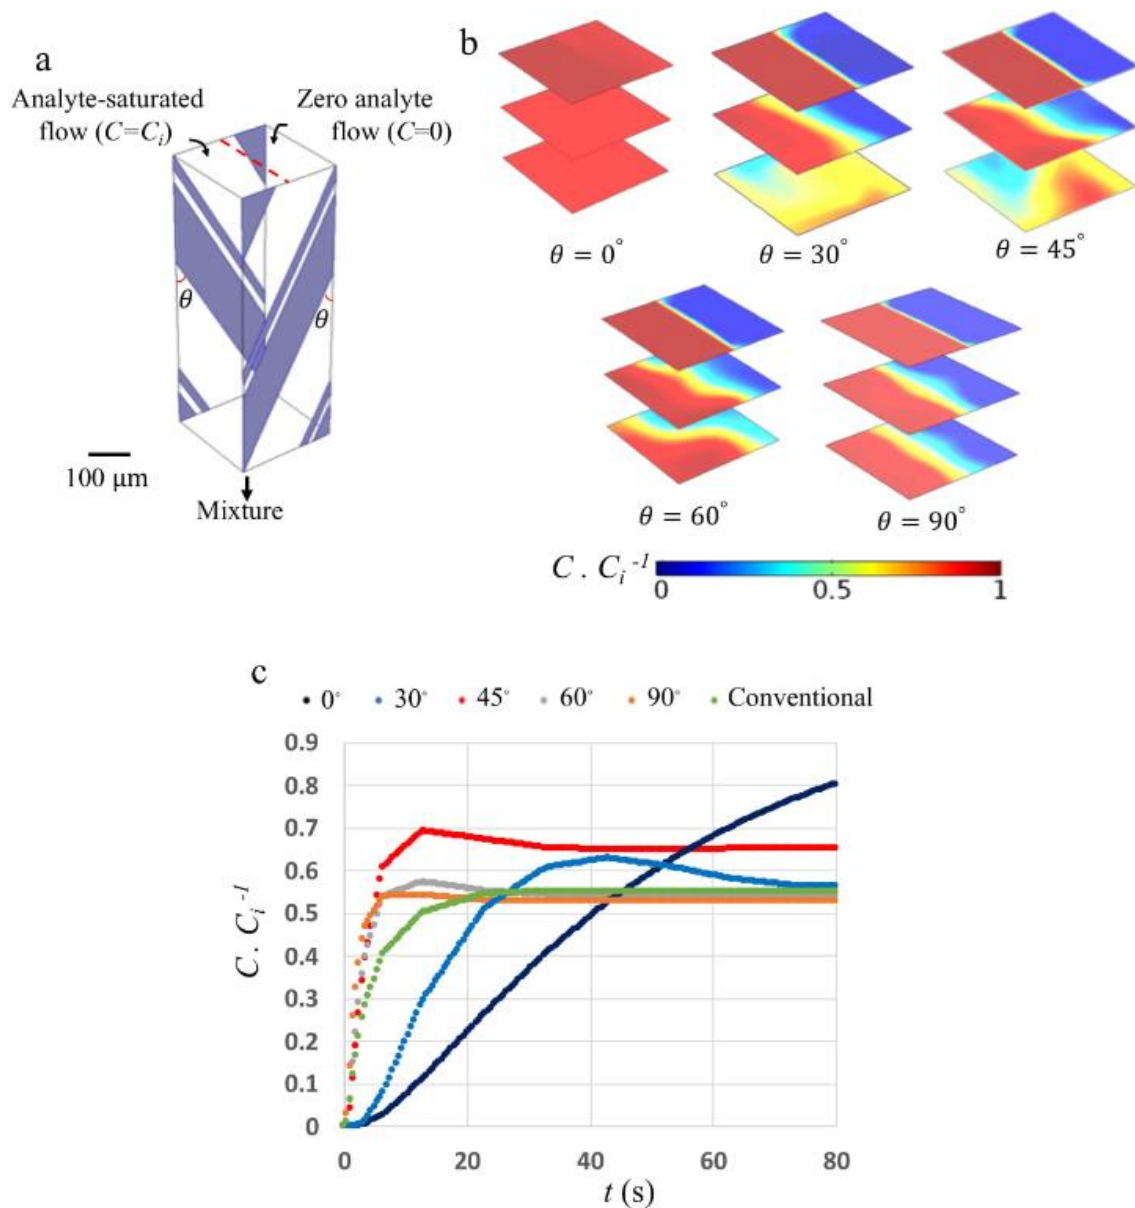 a
Analyte-saturated
flow (C=Cᵢ)
Zero analyte
flow (C=0)
θ
θ
100 μm
Mixture
b
θ = 0°
θ = 30°
θ = 45°
θ = 60°
θ = 90°
C . Cᵢ⁻¹
0
0.5
1
c
0° 30° 45° 60° 90° Conventional
0.9
0.8
0.7
0.6
0.5
0.4
0.3
0.2
0.1
0
C . Cᵢ⁻¹
0 20 40 60 80
t (s)